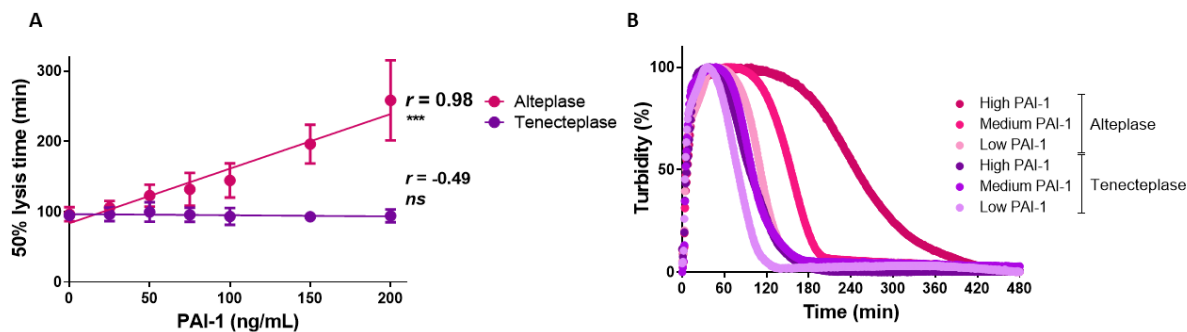 A
50% lysis time (min)
300
200
100
0
0
50
100
150
200
PAI-1 (ng/mL)
r = 0.98
***
r = -0.49
ns
Alteplase
Tenecteplase
B
Turbidity (%)
100
50
0
0
60
120
180
240
300
360
420
480
Time (min)
High PAI-1
Medium PAI-1
Low PAI-1
Alteplase
High PAI-1
Medium PAI-1
Low PAI-1
Tenecteplase